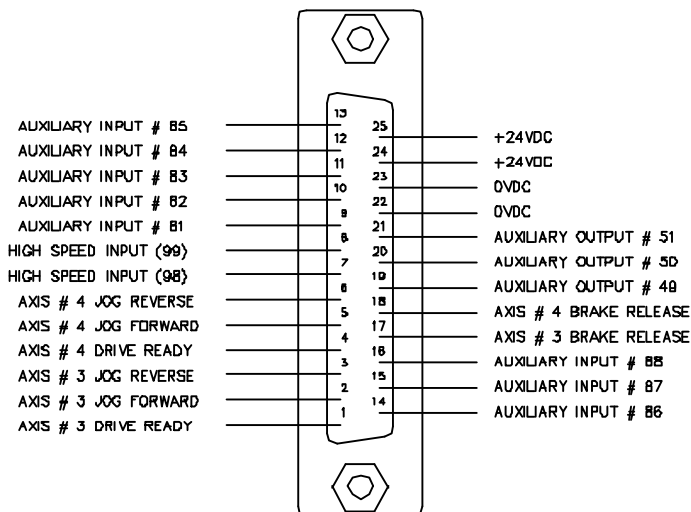 AUXILIARY INPUT # 85
AUXILIARY INPUT # 84
AUXILIARY INPUT # 83
AUXILIARY INPUT # 82
AUXILIARY INPUT # 81
HIGH SPEED INPUT (99)
HIGH SPEED INPUT (98)
AXIS # 4 JOG REVERSE
AXIS # 4 JOG FORWARD
AXIS # 4 DRIVE READY
AXIS # 3 JOG REVERSE
AXIS # 3 JOG FORWARD
AXIS # 3 DRIVE READY
13
12
11
10
9
8
7
6
5
4
3
2
1
25
24
23
22
21
20
19
18
17
16
15
14
+24VDC
+24VDC
0VDC
0VDC
AUXILIARY OUTPUT # 51
AUXILIARY OUTPUT # 50
AUXILIARY OUTPUT # 49
AXIS # 4 BRAKE RELEASE
AXIS # 3 BRAKE RELEASE
AUXILIARY INPUT # 88
AUXILIARY INPUT # 87
AUXILIARY INPUT # 86